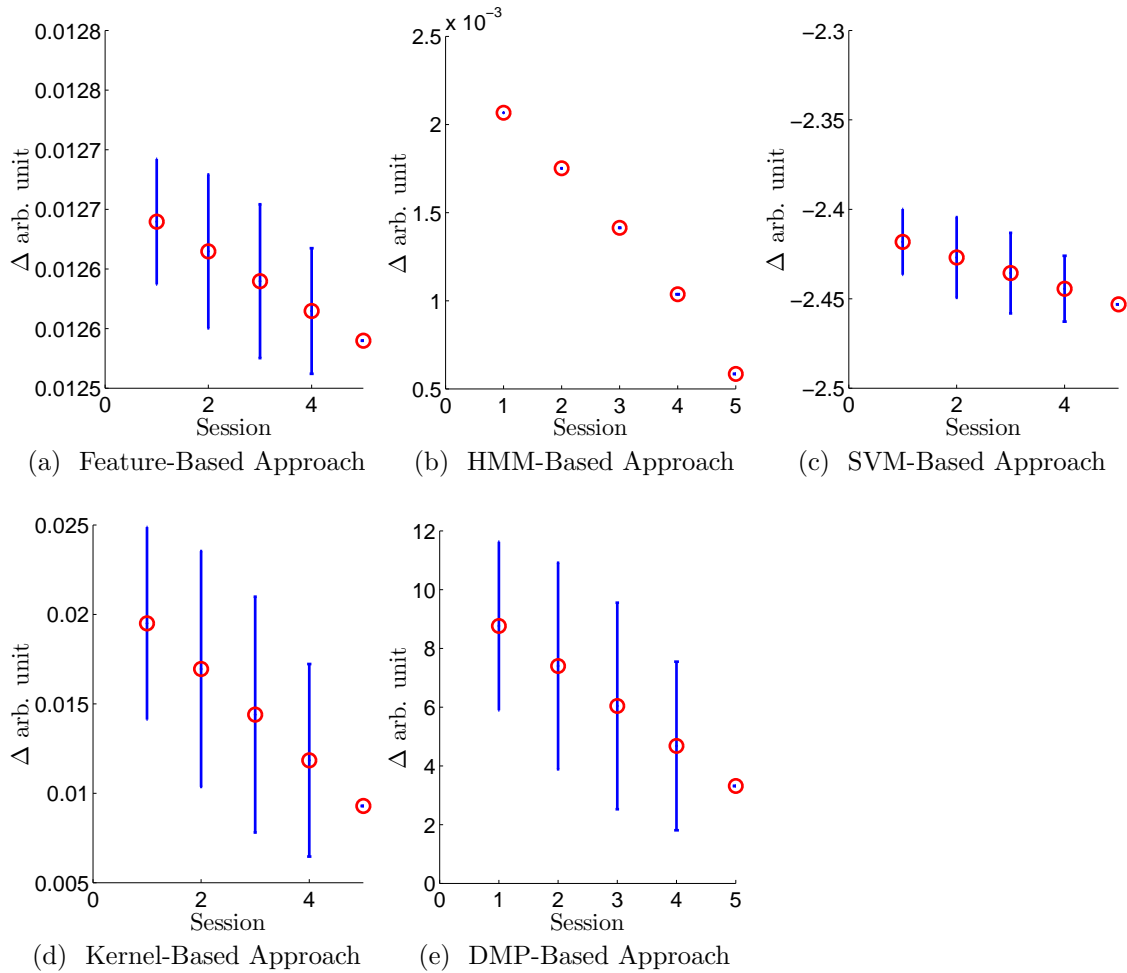 x 10⁻³
0.0128
0.0128
0.0127
0.0127
0.0126
0.0126
0.0125
Δ arb. unit
0 2 4
Session
(a) Feature-Based Approach
2.5
2
1.5
1
0.5
Δ arb. unit
0 1 2 3 4 5
Session
(b) HMM-Based Approach
−2.3
−2.35
−2.4
−2.45
−2.5
Δ arb. unit
0 2 4
Session
(c) SVM-Based Approach
0.025
0.02
0.015
0.01
0.005
Δ arb. unit
0 2 4
Session
(d) Kernel-Based Approach
12
10
8
6
4
2
0
Δ arb. unit
0 1 2 3 4 5
Session
(e) DMP-Based Approach